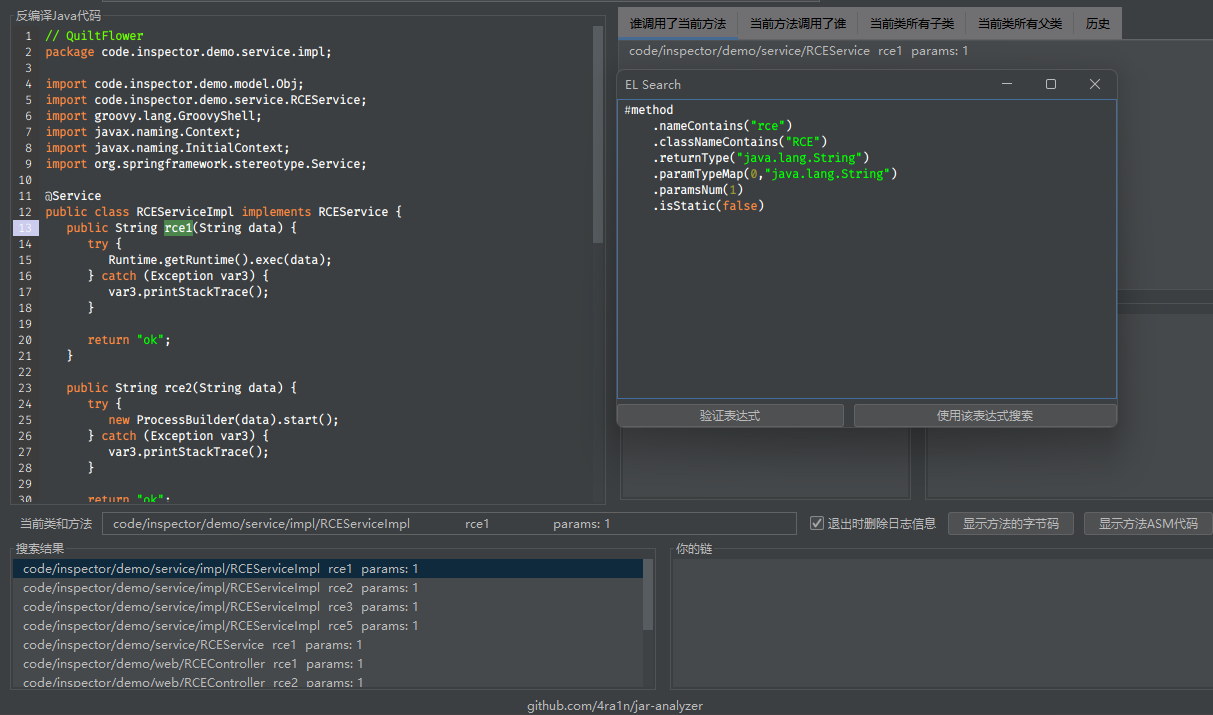 反编译Java代码
1 // QuiltFlower
2 package code.inspector.demo.service.impl;
3
4 import code.inspector.demo.model.Obj;
5 import code.inspector.demo.service.RCEService;
6 import groovy.lang.GroovyShell;
7 import javax.naming.Context;
8 import javax.naming.InitialContext;
9 import org.springframework.stereotype.Service;
10
11 @Service
12 public class RCEServiceImpl implements RCEService {
13 public String rce1(String data) {
14 try {
15 Runtime.getRuntime().exec(data);
16 } catch (Exception var3) {
17 var3.printStackTrace();
18 }
19
20 return "ok";
21 }
22
23 public String rce2(String data) {
24 try {
25 new ProcessBuilder(data).start();
26 } catch (Exception var3) {
27 var3.printStackTrace();
28 }
29
30 return "ok";
谁调用了当前方法 当前方法调用了谁 当前类所有子类 当前类所有父类 历史
code/inspector/demo/service/RCEService rce1 params: 1
EL Search
#method
.nameContains("rce")
.classNameContains("RCE")
.returnType("java.lang.String")
.paramTypeMap(0,"java.lang.String")
.paramsNum(1)
.isStatic(false)
验证表达式 使用该表达式搜索
当前类和方法 code/inspector/demo/service/impl/RCEServiceImpl rce1 params: 1 退出时删除日志信息 显示方法的字节码 显示方法ASM代码
搜索结果
code/inspector/demo/service/impl/RCEServiceImpl rce1 params: 1
code/inspector/demo/service/impl/RCEServiceImpl rce2 params: 1
code/inspector/demo/service/impl/RCEServiceImpl rce3 params: 1
code/inspector/demo/service/impl/RCEServiceImpl rce5 params: 1
code/inspector/demo/service/RCEService rce1 params: 1
code/inspector/demo/web/RCEController rce1 params: 1
code/inspector/demo/web/RCEController rce2 params: 1
你的链
github.com/4ra1n/jar-analyzer